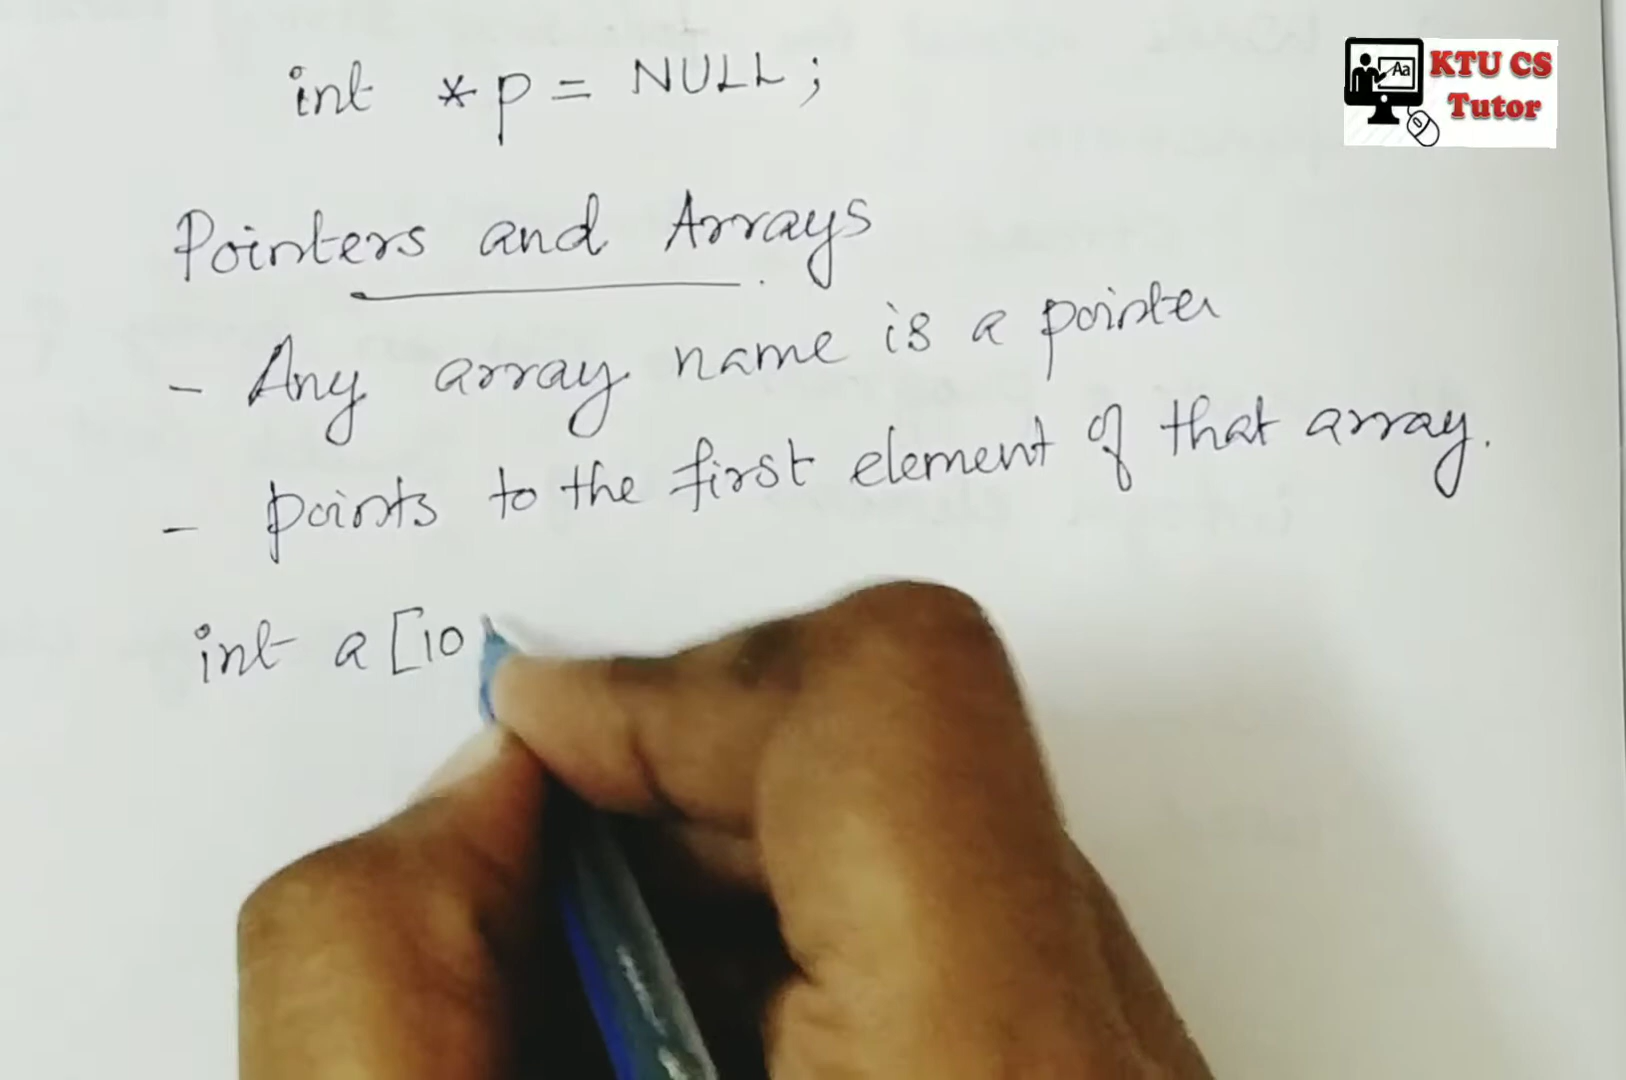 int *p = NULL;
KTU CS
Tutor
Aa
Pointers and Arrays
- Any array name is a pointer
- points to the first element of that array.
int a [10